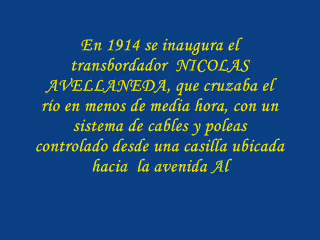 En 1914 se inaugura el
transbordador  NICOLAS
AVELLANEDA, que cruzaba el
río en menos de media hora, con un
sistema de cables y poleas
controlado desde una casilla ubicada
hacia  la avenida Al